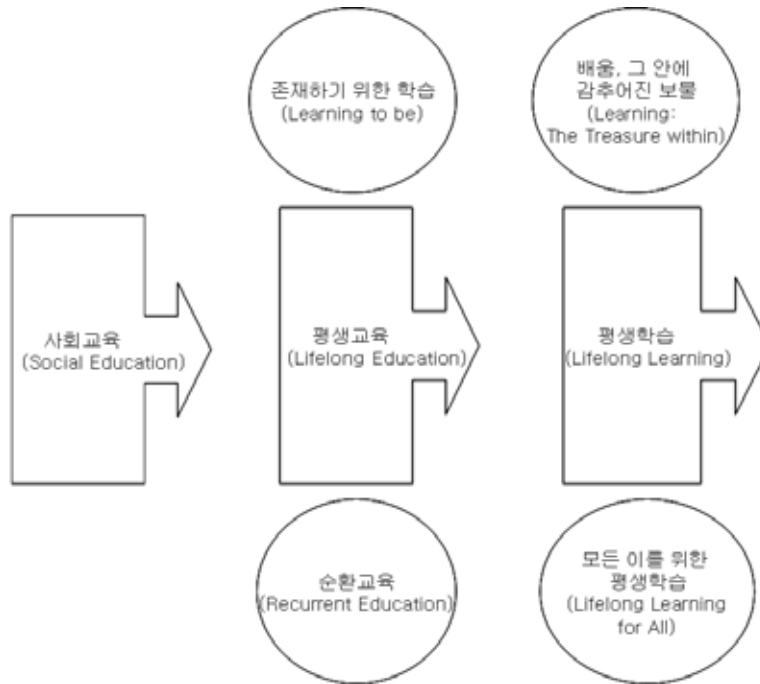 존재하기 위한 학습
(Learning to be)
배움, 그 안에
감추어진 보물
(Learning:
The Treasure within)
사회교육
(Social Education)
평생교육
(Lifelong Education)
평생학습
(Lifelong Learning)
순환교육
(Recurrent Education)
모든 이를 위한
평생학습
(Lifelong Learning
for All)